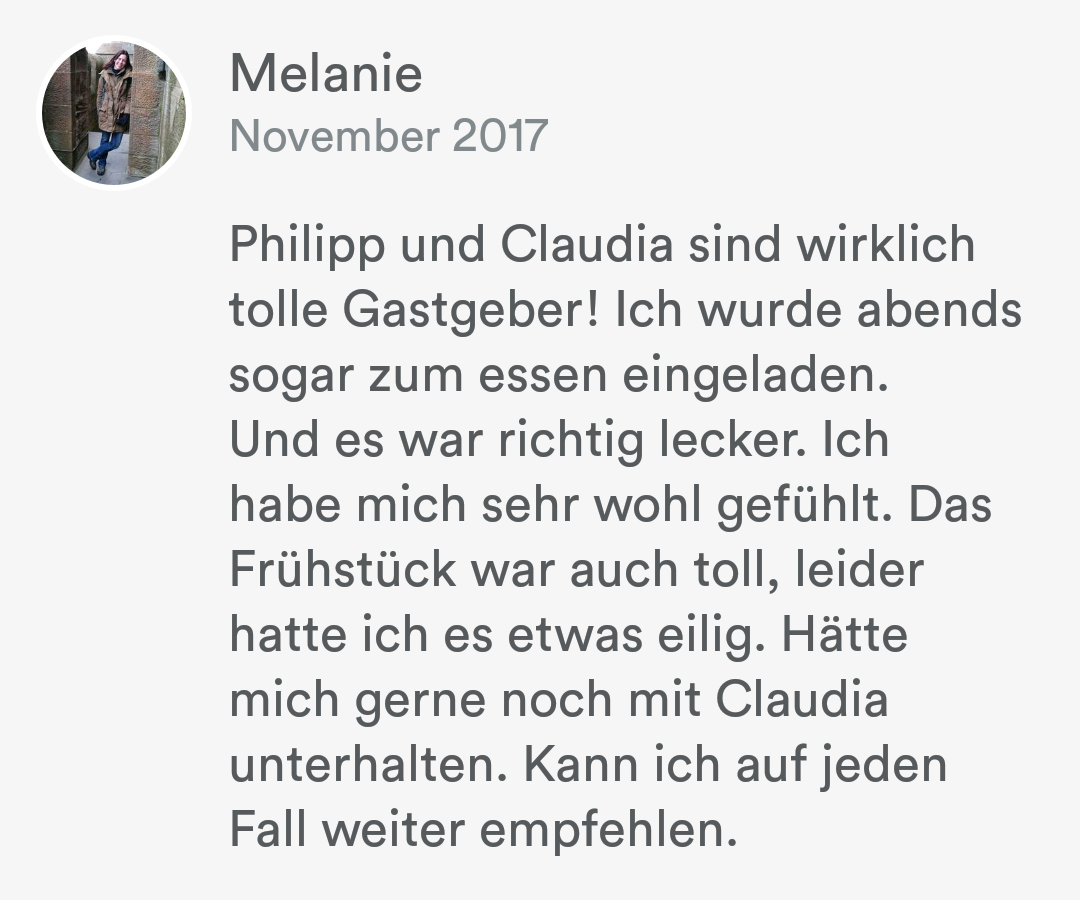 Melanie
November 2017
Philipp und Claudia sind wirklich
tolle Gastgeber! Ich wurde abends
sogar zum essen eingeladen.
Und es war richtig lecker. Ich
habe mich sehr wohl gefühlt. Das
Frühstück war auch toll, leider
hatte ich es etwas eilig. Hätte
mich gerne noch mit Claudia
unterhalten. Kann ich auf jeden
Fall weiter empfehlen.